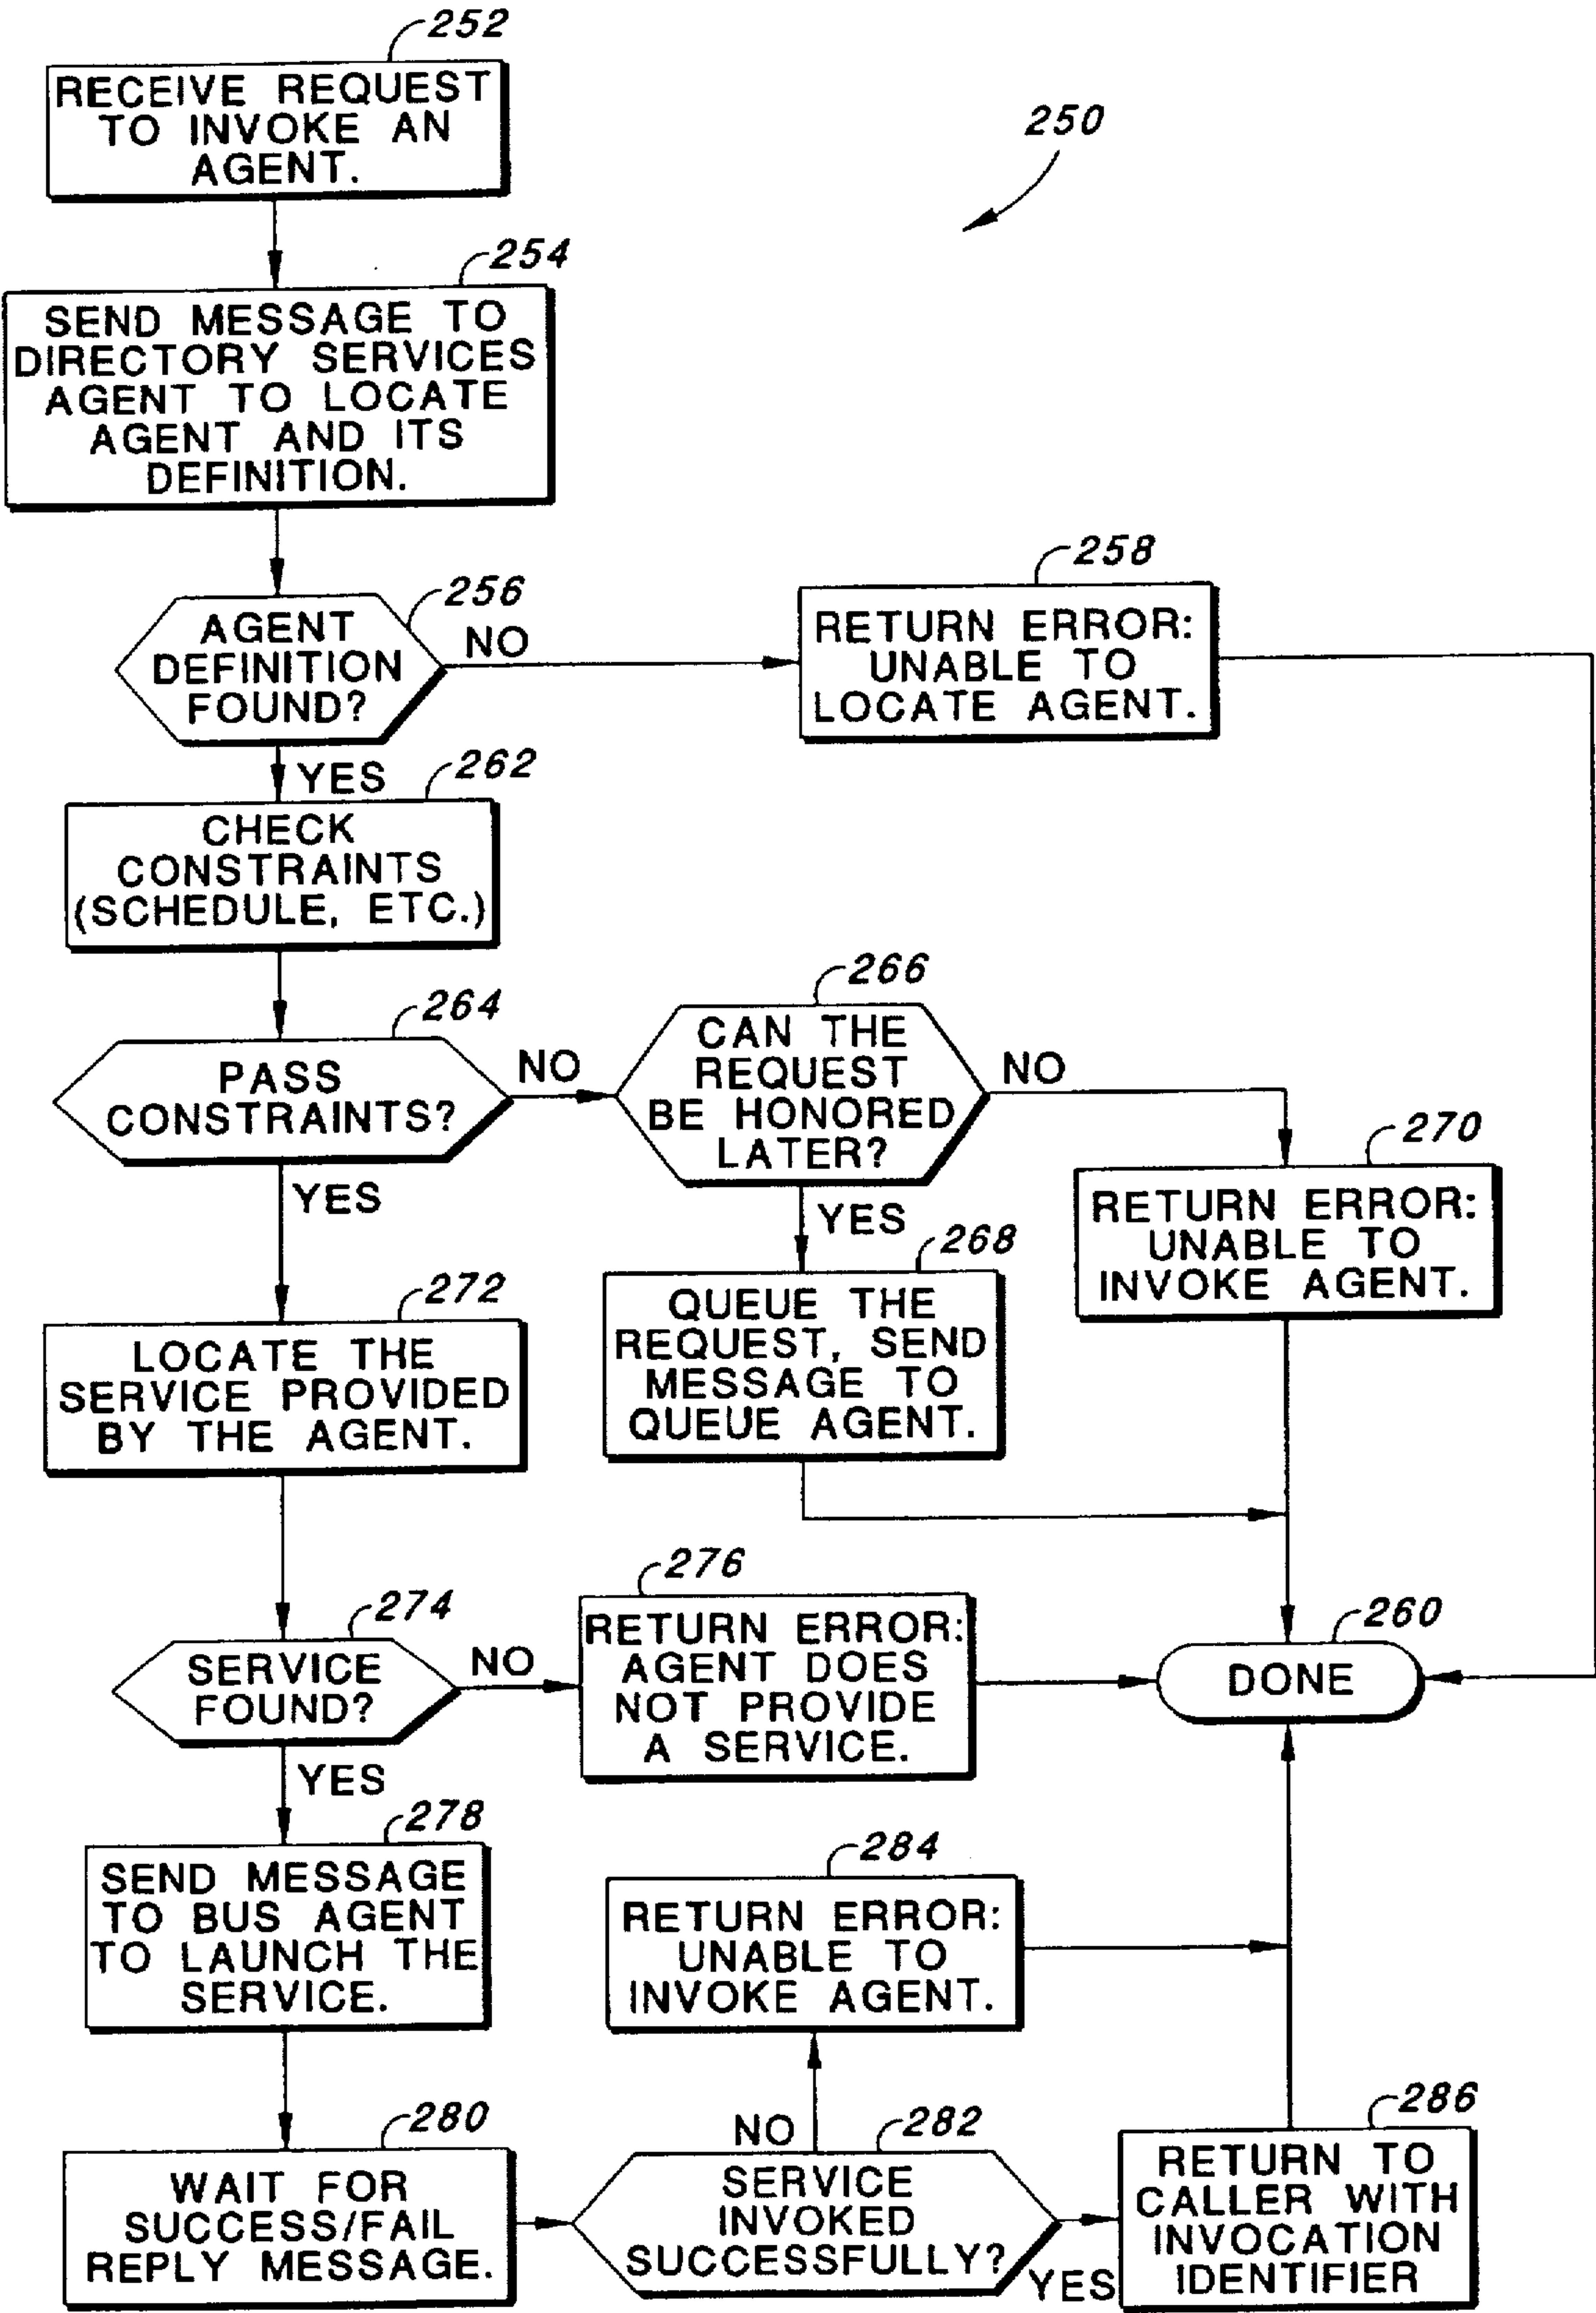 252
RECEIVE REQUEST
TO INVOKE AN
AGENT.
250
254
SEND MESSAGE TO
DIRECTORY SERVICES
AGENT TO LOCATE
AGENT AND ITS
DEFINITION.
256
AGENT
DEFINITION
FOUND?
NO
258
RETURN ERROR:
UNABLE TO
LOCATE AGENT.
YES
262
CHECK
CONSTRAINTS
(SCHEDULE, ETC.)
264
PASS
CONSTRAINTS?
NO
266
CAN THE
REQUEST
BE HONORED
LATER?
NO
270
RETURN ERROR:
UNABLE TO
INVOKE AGENT.
YES
YES
268
QUEUE THE
REQUEST, SEND
MESSAGE TO
QUEUE AGENT.
272
LOCATE THE
SERVICE PROVIDED
BY THE AGENT.
274
SERVICE
FOUND?
NO
276
RETURN ERROR:
AGENT DOES
NOT PROVIDE
A SERVICE.
260
DONE
YES
278
SEND MESSAGE
TO BUS AGENT
TO LAUNCH THE
SERVICE.
284
RETURN ERROR:
UNABLE TO
INVOKE AGENT.
280
WAIT FOR
SUCCESS/FAIL
REPLY MESSAGE.
NO
282
SERVICE
INVOKED
SUCCESSFULLY?
YES
286
RETURN TO
CALLER WITH
INVOCATION
IDENTIFIER